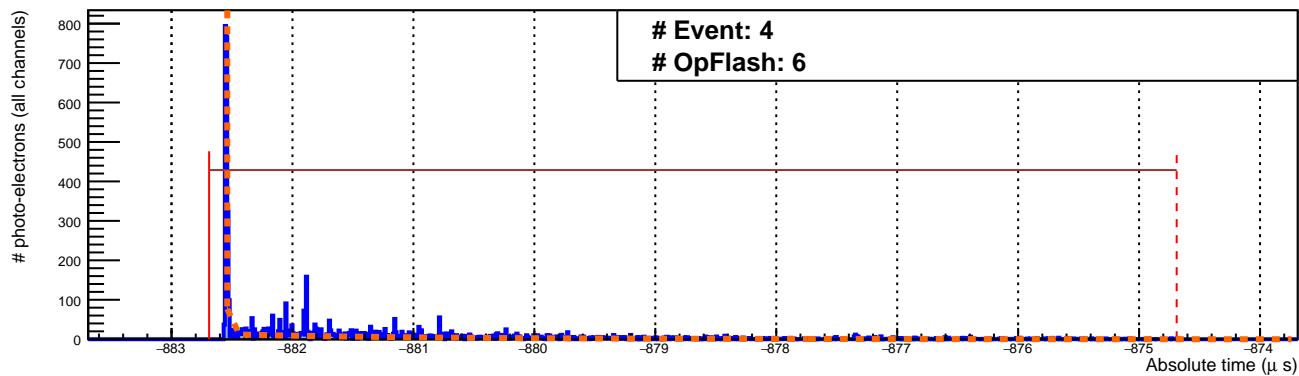 # Event: 4
# OpFlash: 6
# photo-electrons (all channels)
800
700
600
500
400
300
200
100
0
−883 −882 −881 −880 −879 −878 −877 −876 −875 −874
Absolute time (μ s)